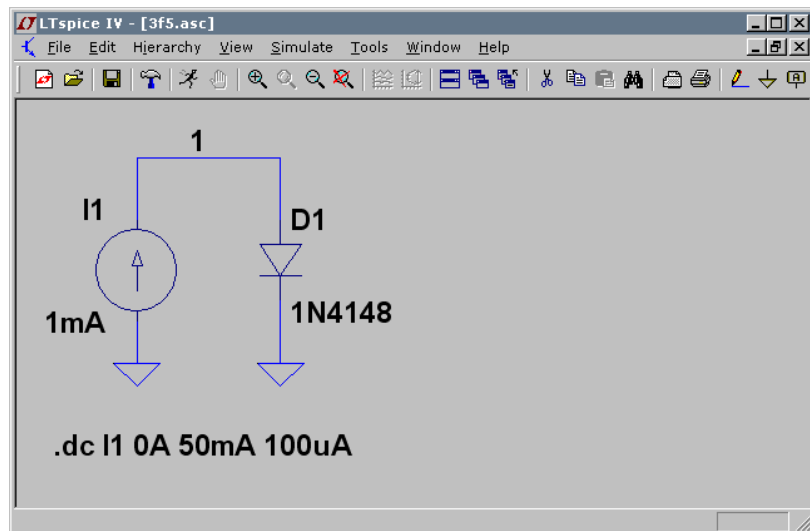 LTspice IV - [3f5.asc]
File Edit Hierarchy View Simulate Tools Window Help
1
I1
D1
1mA
1N4148
.dc I1 0A 50mA 100uA